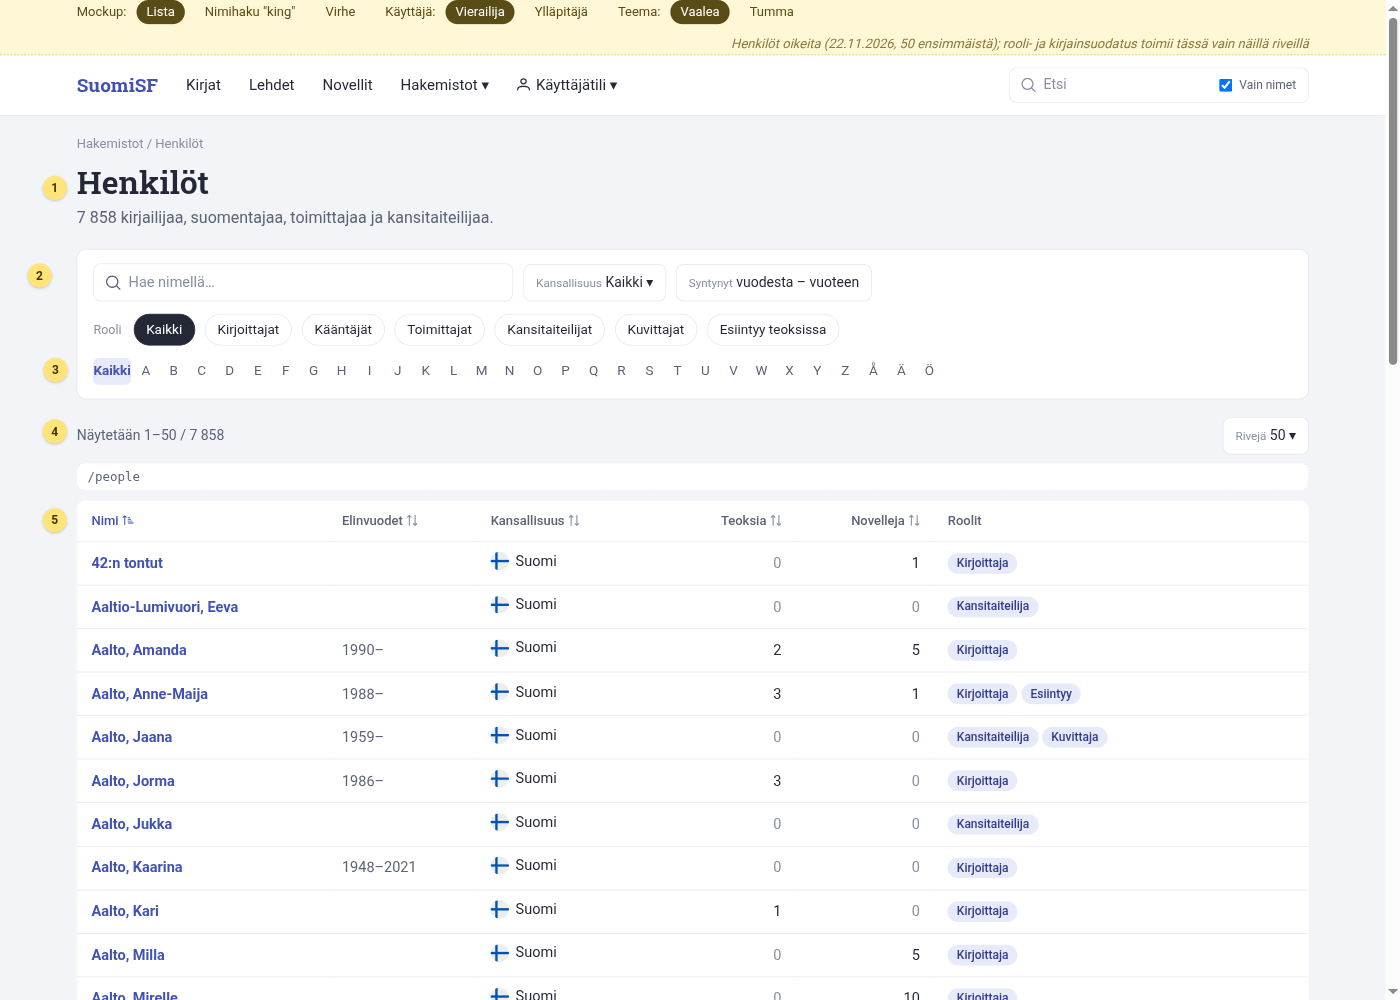 Mockup: Lista Nimihaku "king" Virhe Käyttäjä: Vierailija Ylläpitäjä Teema: Vaalea Tumma
Henkilöt oikeita (22.11.2026, 50 ensimmäistä); rooli- ja kirjainsuodatus toimii tässä vain näillä riveillä
SuomiSF Kirjat Lehdet Novellit Hakemistot ▾ Käyttäjätili ▾ Etsi Vain nimet
Hakemistot / Henkilöt
1 Henkilöt
7 858 kirjailijaa, suomentajaa, toimittajaa ja kansitaiteilijaa.
2 Hae nimellä... Kansallisuus Kaikki ▾ Syntynyt vuodesta – vuoteen
Rooli Kaikki Kirjoittajat Kääntäjät Toimittajat Kansitaiteilijat Kuvittajat Esiintyy teoksissa
3 Kaikki A B C D E F G H I J K L M N O P Q R S T U V W X Y Z Å Ä Ö
4 Näytetään 1–50 / 7 858 Rivejä 50 ▾
/people
5 Nimi Elinvuodet Kansallisuus Teoksia Novelleja Roolit
42:n tontut Suomi 0 1 Kirjoittaja
Aaltio-Lumivuori, Eeva Suomi 0 0 Kansitaiteilija
Aalto, Amanda 1990– Suomi 2 5 Kirjoittaja
Aalto, Anne-Maija 1988– Suomi 3 1 Kirjoittaja Esiintyy
Aalto, Jaana 1959– Suomi 0 0 Kansitaiteilija Kuvittaja
Aalto, Jorma 1986– Suomi 3 0 Kirjoittaja
Aalto, Jukka Suomi 0 0 Kansitaiteilija
Aalto, Kaarina 1948–2021 Suomi 0 0 Kirjoittaja
Aalto, Kari Suomi 1 0 Kirjoittaja
Aalto, Milla Suomi 0 5 Kirjoittaja
Aalto, Mirelle Suomi 0 10 Kirjoittaja